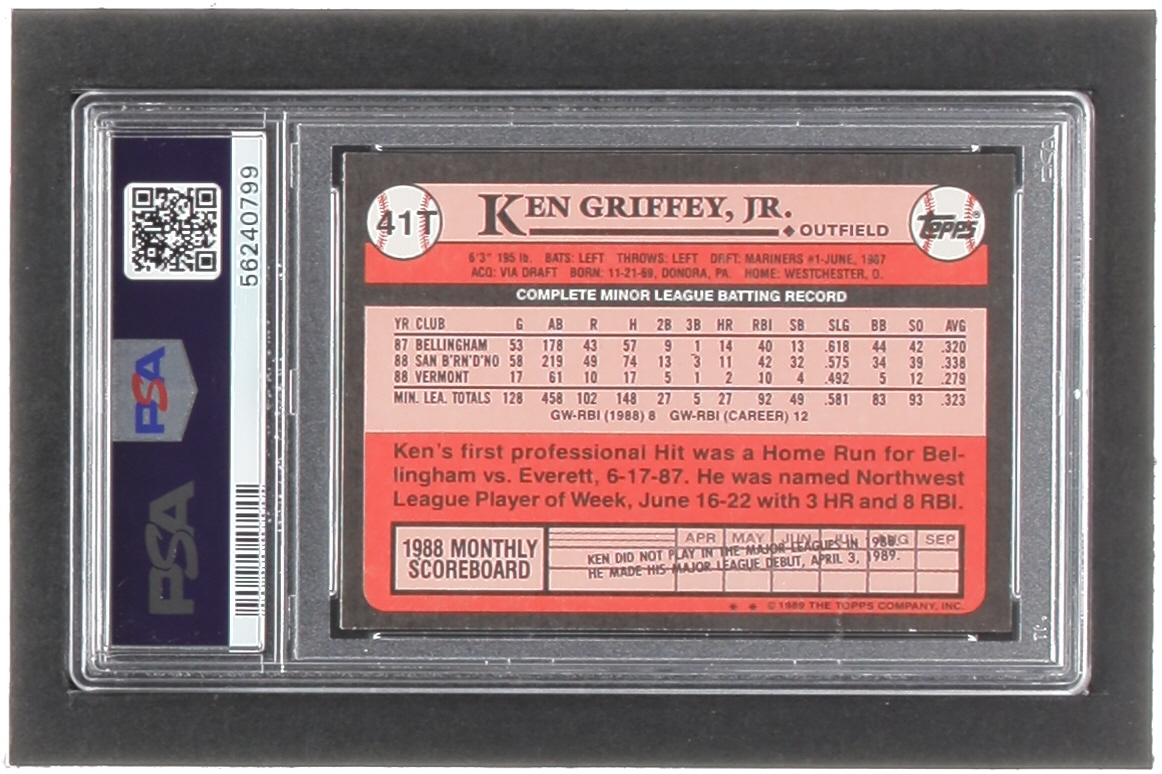 56240799
PSA
PSA
41T
KEN GRIFFEY, JR.
TOPPS®
◆ OUTFIELD
6'3" 195 lb. BATS: LEFT THROWS: LEFT DRFT: MARINERS #1-JUNE, 1987
ACQ: VIA DRAFT BORN: 11-21-69, DONORA, PA. HOME: WESTCHESTER, O.
COMPLETE MINOR LEAGUE BATTING RECORD
YR CLUB G AB R H 2B 3B HR RBI SB SLG BB SO AVG
87 BELLINGHAM 53 178 43 57 9 1 14 40 13 .618 44 42 .320
88 SAN B'RN'D'NO 58 219 49 74 13 3 11 42 32 .575 34 39 .338
88 VERMONT 17 61 10 17 5 1 2 10 4 .492 5 12 .279
MIN. LEA. TOTALS 128 458 102 148 27 5 27 92 49 .581 83 93 .323
GW-RBI (1988) 8 GW-RBI (CAREER) 12
Ken's first professional Hit was a Home Run for Bel-
lingham vs. Everett, 6-17-87. He was named Northwest
League Player of Week, June 16-22 with 3 HR and 8 RBI.
1988 MONTHLY
SCOREBOARD
APR MAY JUN JUL AUG SEP
KEN DID NOT PLAY IN THE MAJOR LEAGUES IN 1988.
HE MADE HIS MAJOR LEAGUE DEBUT, APRIL 3, 1989.
★ ★ © 1989 THE TOPPS COMPANY, INC.